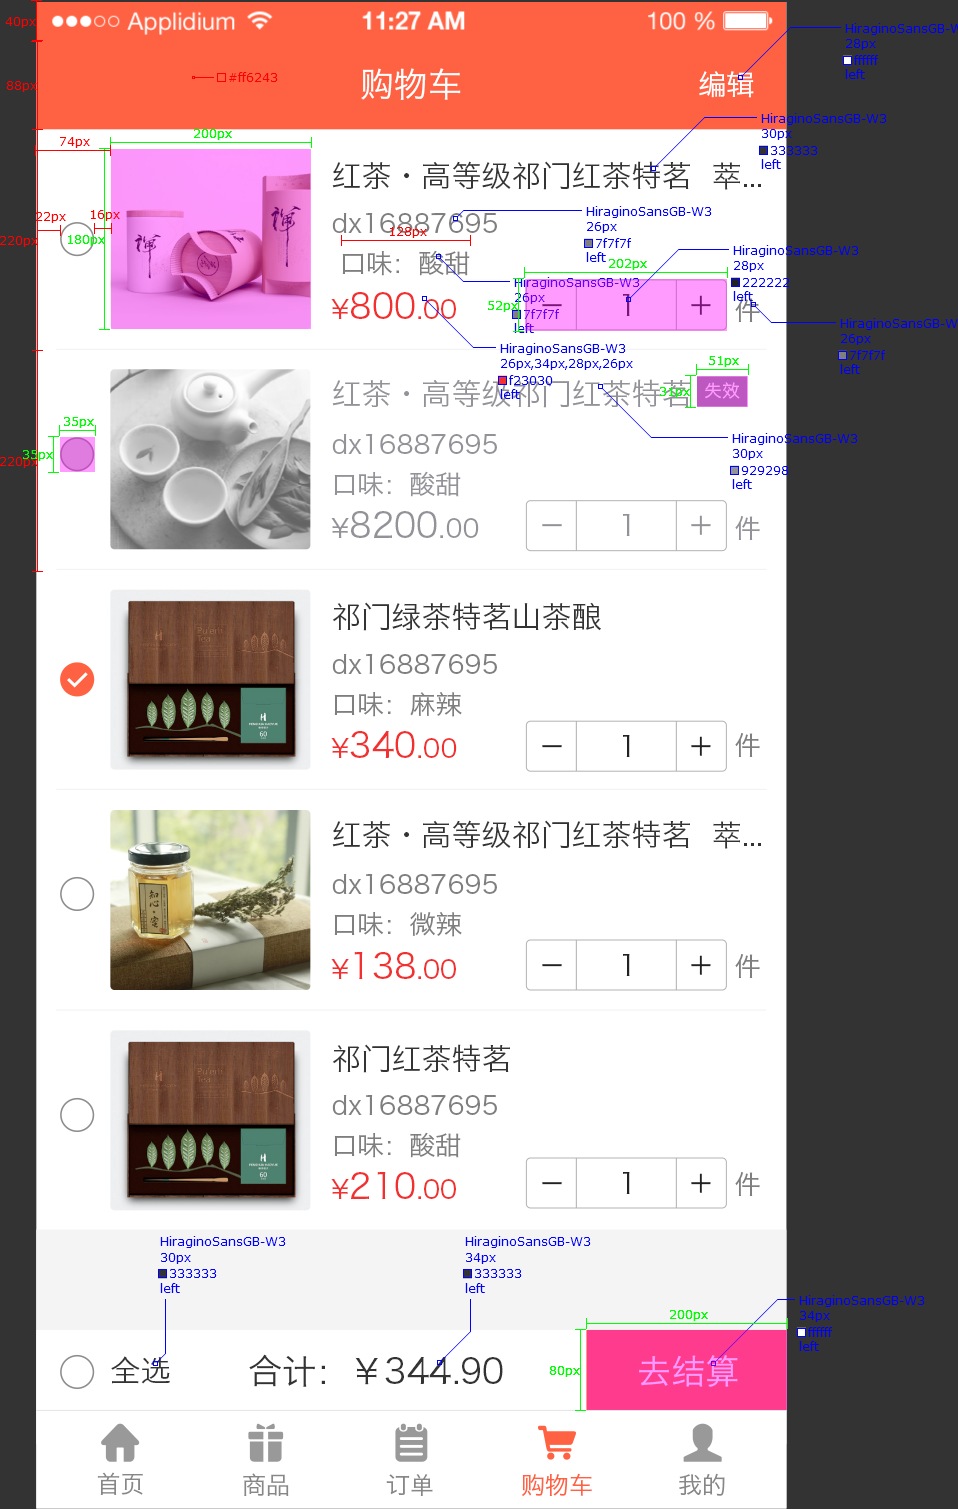 40px
Applidium
11:27 AM
100 %
HiraginoSansGB-W
28px
ffffff
left
88px
#ff6243
购物车
编辑
HiraginoSansGB-W3
30px
333333
left
74px
200px
红茶·高等级祁门红茶特茗 萃...
22px
16px
220px
180px
dx16887695
128px
HiraginoSansGB-W3
26px
7f7f7f
left
口味：酸甜
202px
HiraginoSansGB-W3
28px
222222
left
HiraginoSansGB-W3
26px
7f7f7f
left
52px
¥800.00
1
件
HiraginoSansGB-W
26px
7f7f7f
left
HiraginoSansGB-W3
26px,34px,28px,26px
f23030
left
红茶·高等级祁门红茶特茗
51px
31px
失效
35px
35px
220px
dx16887695
HiraginoSansGB-W3
30px
929298
left
口味：酸甜
¥8200.00
1
件
祁门绿茶特茗山茶酿
dx16887695
口味：麻辣
¥340.00
1
件
红茶·高等级祁门红茶特茗 萃...
dx16887695
口味：微辣
¥138.00
1
件
祁门红茶特茗
dx16887695
口味：酸甜
¥210.00
1
件
HiraginoSansGB-W3
30px
333333
left
HiraginoSansGB-W3
34px
333333
left
HiraginoSansGB-W3
34px
ffffff
left
200px
80px
全选
合计：￥344.90
去结算
首页
商品
订单
购物车
我的